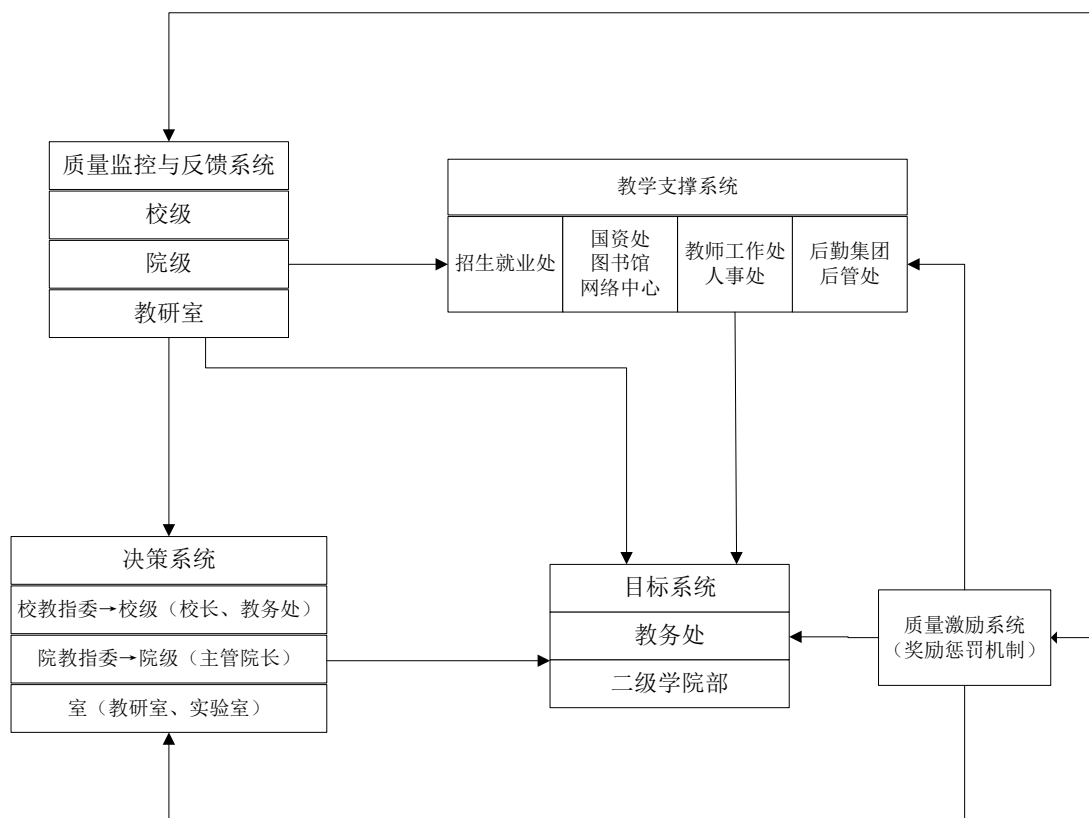 质量监控与反馈系统
校级
院级
教研室
教学支撑系统
招生就业处
国资处
图书馆
网络中心
教师工作处
人事处
后勤集团
后管处
决策系统
校教指委→校级（校长、教务处）
院教指委→院级（主管院长）
室（教研室、实验室）
目标系统
教务处
二级学院部
质量激励系统
（奖励惩罚机制）